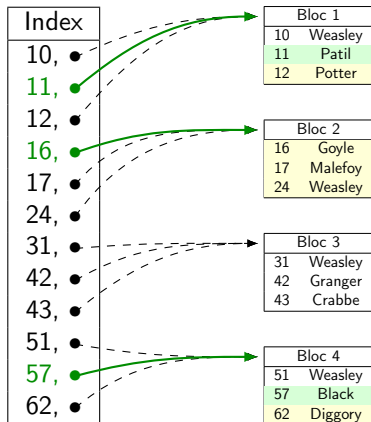 Index
10,
11,
12,
16,
17,
24,
31,
42,
43,
51,
57,
62,
Bloc 1
10 Weasley
11 Patil
12 Potter
Bloc 2
16 Goyle
17 Malefoy
24 Weasley
Bloc 3
31 Weasley
42 Granger
43 Crabbe
Bloc 4
51 Weasley
57 Black
62 Diggory